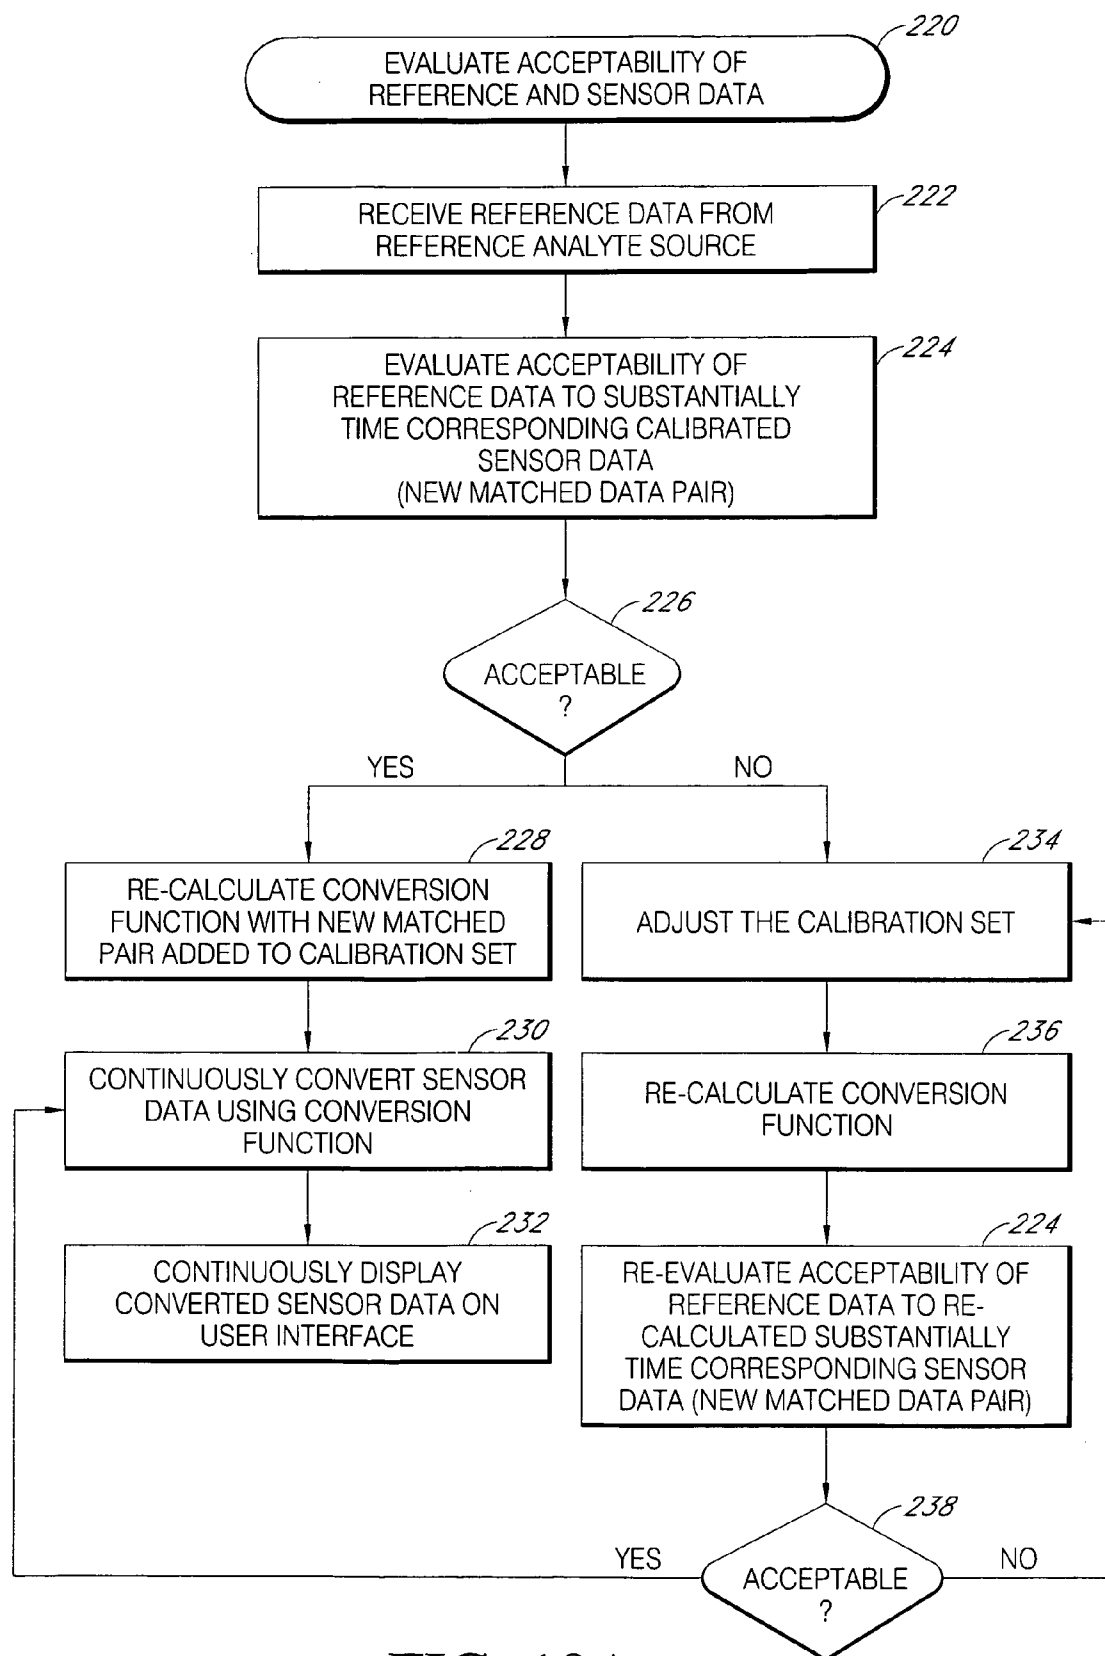 220
EVALUATE ACCEPTABILITY OF
REFERENCE AND SENSOR DATA
222
RECEIVE REFERENCE DATA FROM
REFERENCE ANALYTE SOURCE
224
EVALUATE ACCEPTABILITY OF
REFERENCE DATA TO SUBSTANTIALLY
TIME CORRESPONDING CALIBRATED
SENSOR DATA
(NEW MATCHED DATA PAIR)
226
ACCEPTABLE
?
YES
NO
228
RE-CALCULATE CONVERSION
FUNCTION WITH NEW MATCHED
PAIR ADDED TO CALIBRATION SET
234
ADJUST THE CALIBRATION SET
230
CONTINUOUSLY CONVERT SENSOR
DATA USING CONVERSION
FUNCTION
236
RE-CALCULATE CONVERSION
FUNCTION
232
CONTINUOUSLY DISPLAY
CONVERTED SENSOR DATA ON
USER INTERFACE
224
RE-EVALUATE ACCEPTABILITY OF
REFERENCE DATA TO RE-
CALCULATED SUBSTANTIALLY
TIME CORRESPONDING SENSOR
DATA (NEW MATCHED DATA PAIR)
238
YES
ACCEPTABLE
?
NO